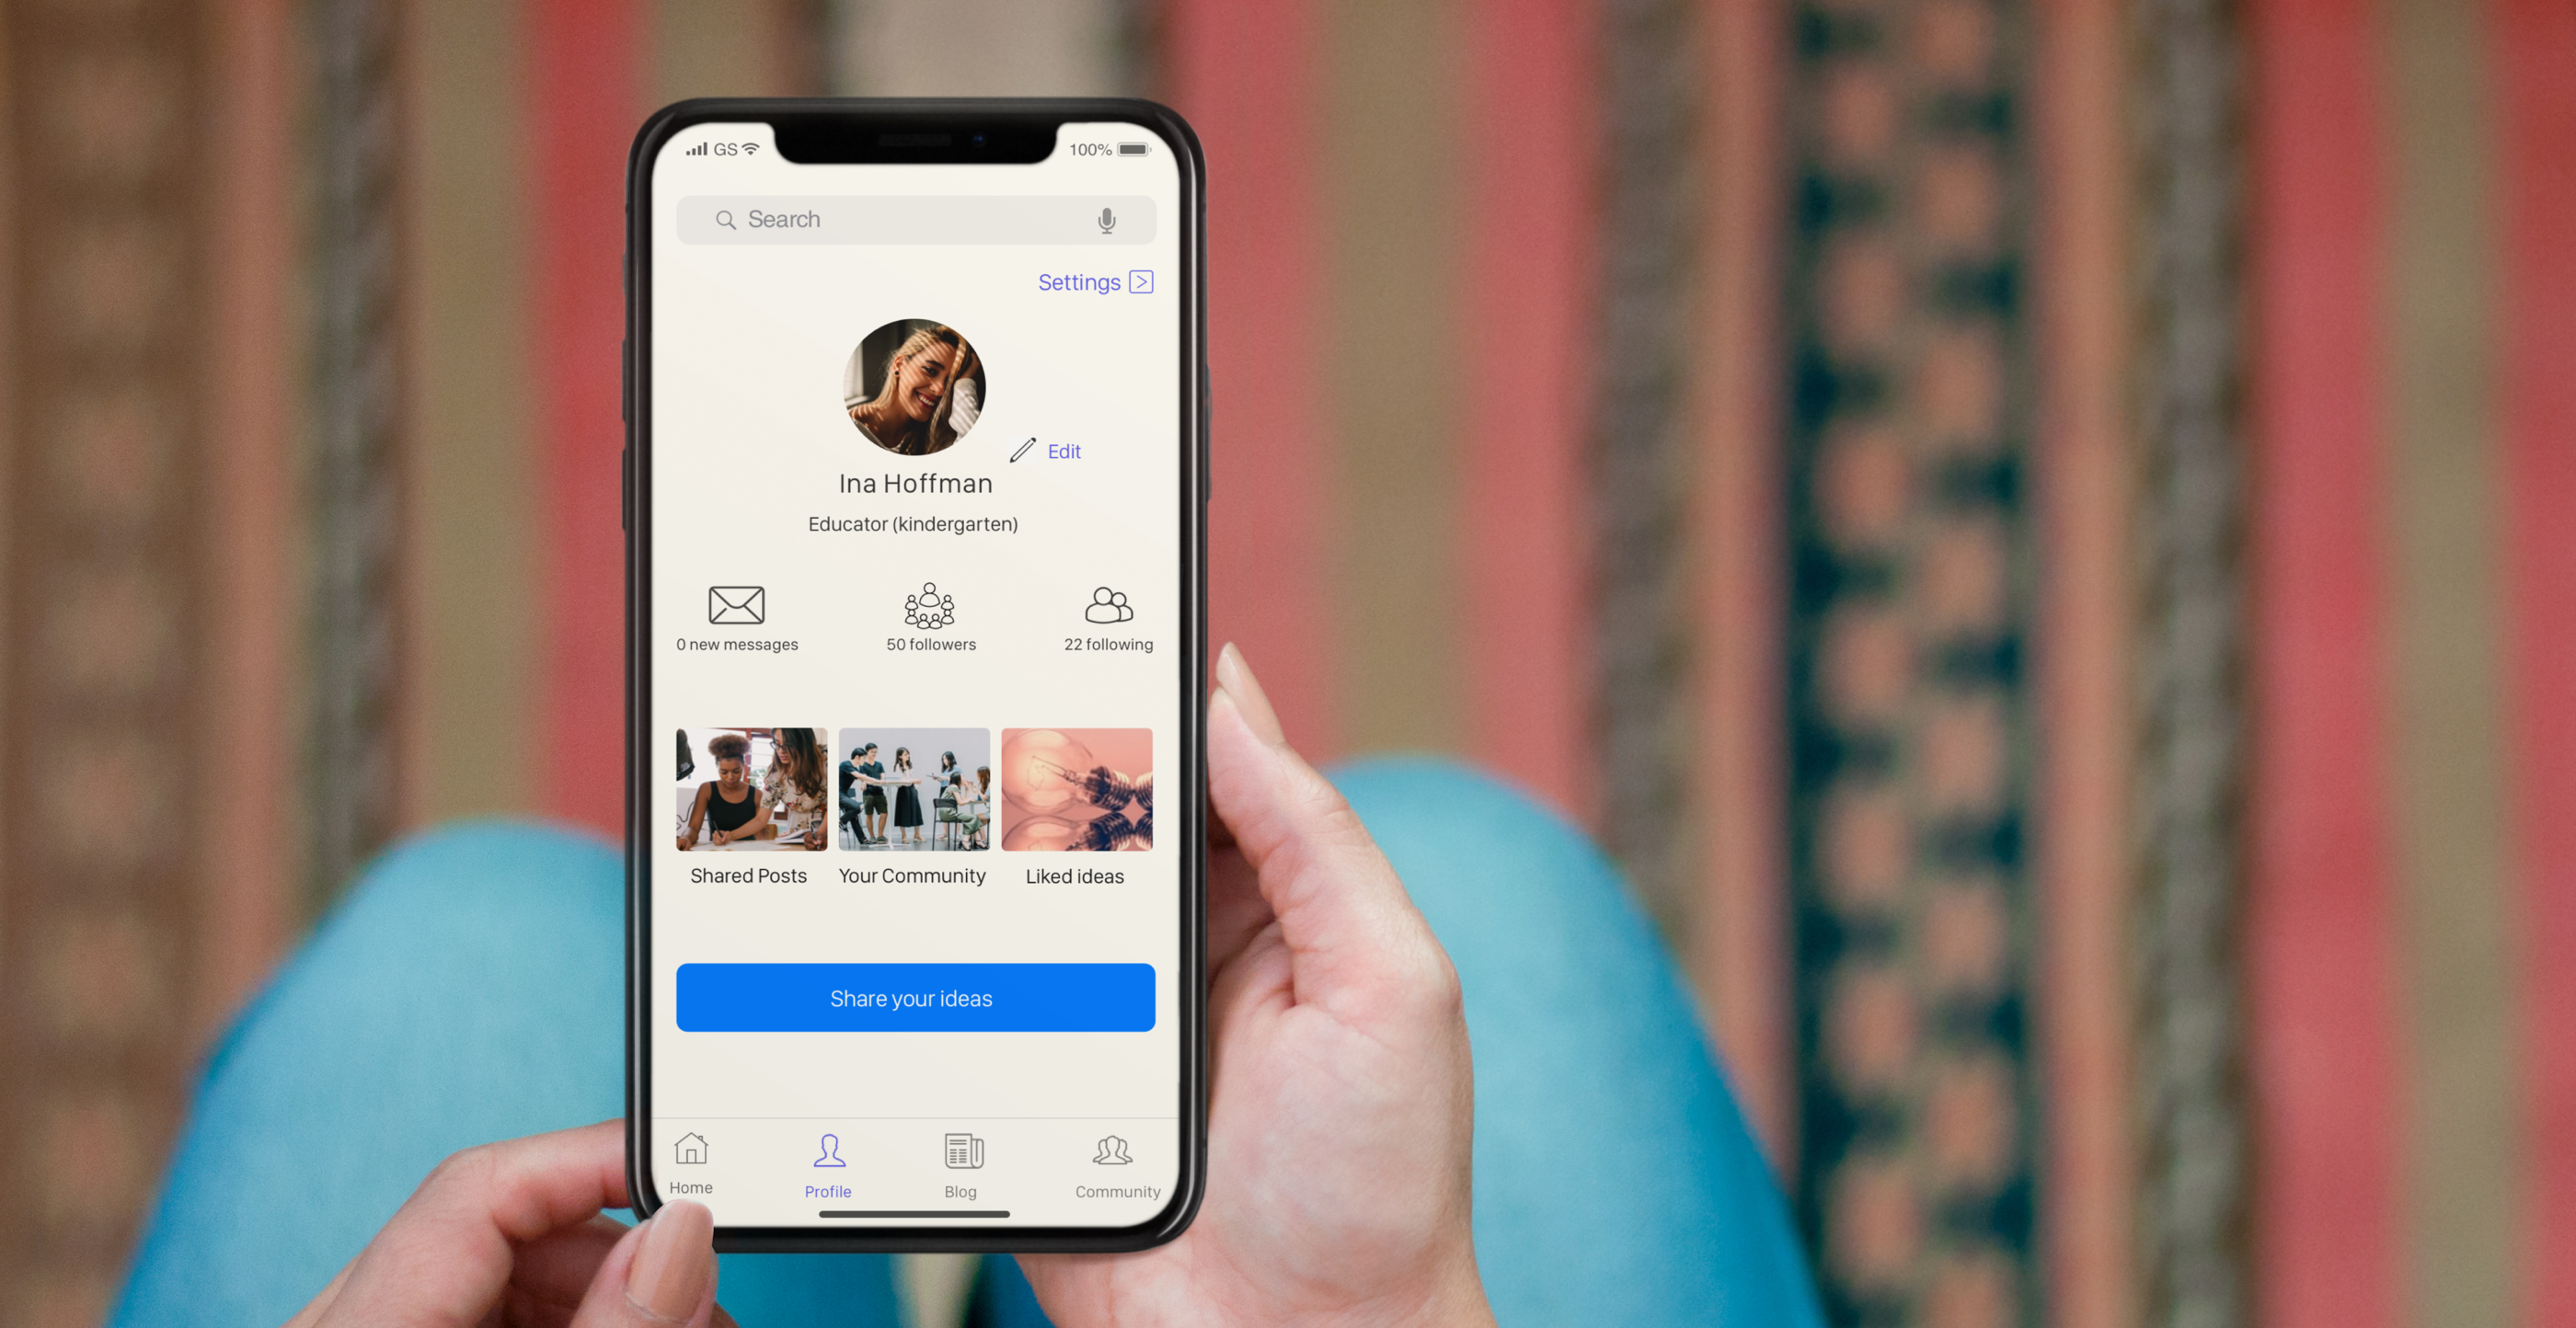 GS
100%
Search
Settings
Edit
Ina Hoffman
Educator (kindergarten)
0 new messages
50 followers
22 following
Shared Posts
Your Community
Liked ideas
Share your ideas
Home
Profile
Blog
Community